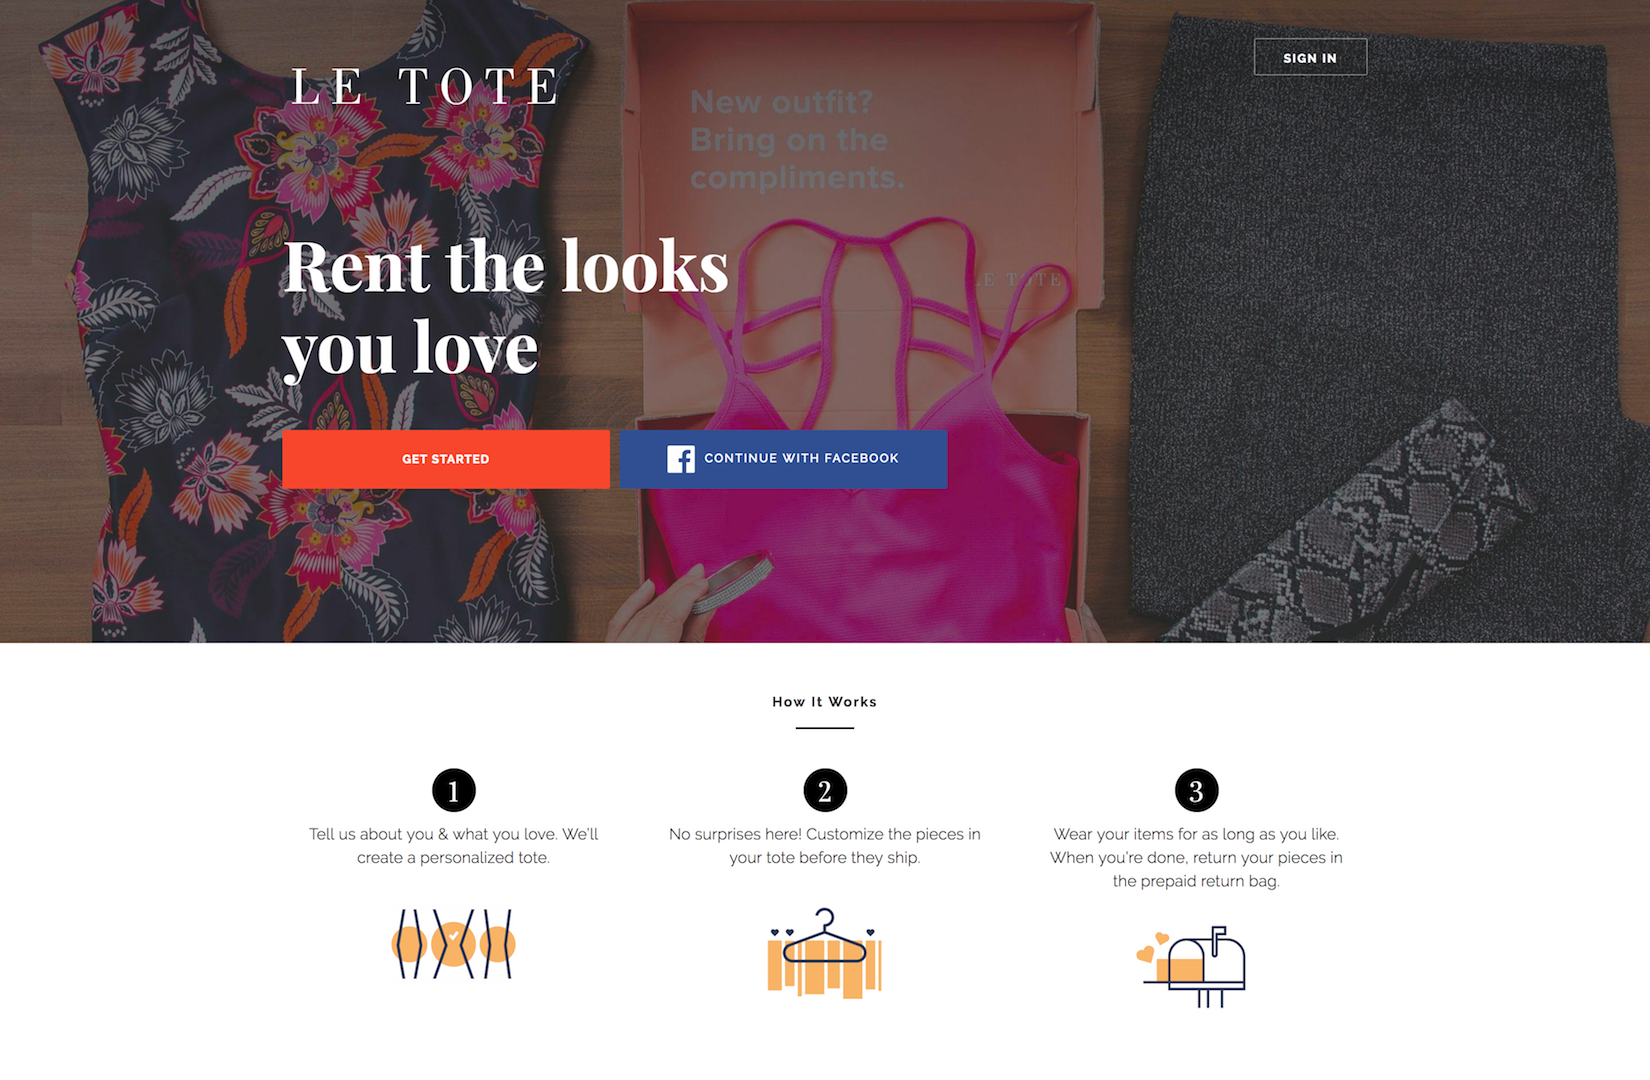 LE TOTE
SIGN IN
New outfit?
Bring on the
compliments.
LE TOTE
Rent the looks
you love
GET STARTED
CONTINUE WITH FACEBOOK
How It Works
1
Tell us about you & what you love. We'll
create a personalized tote.
2
No surprises here! Customize the pieces in
your tote before they ship.
3
Wear your items for as long as you like.
When you're done, return your pieces in
the prepaid return bag.